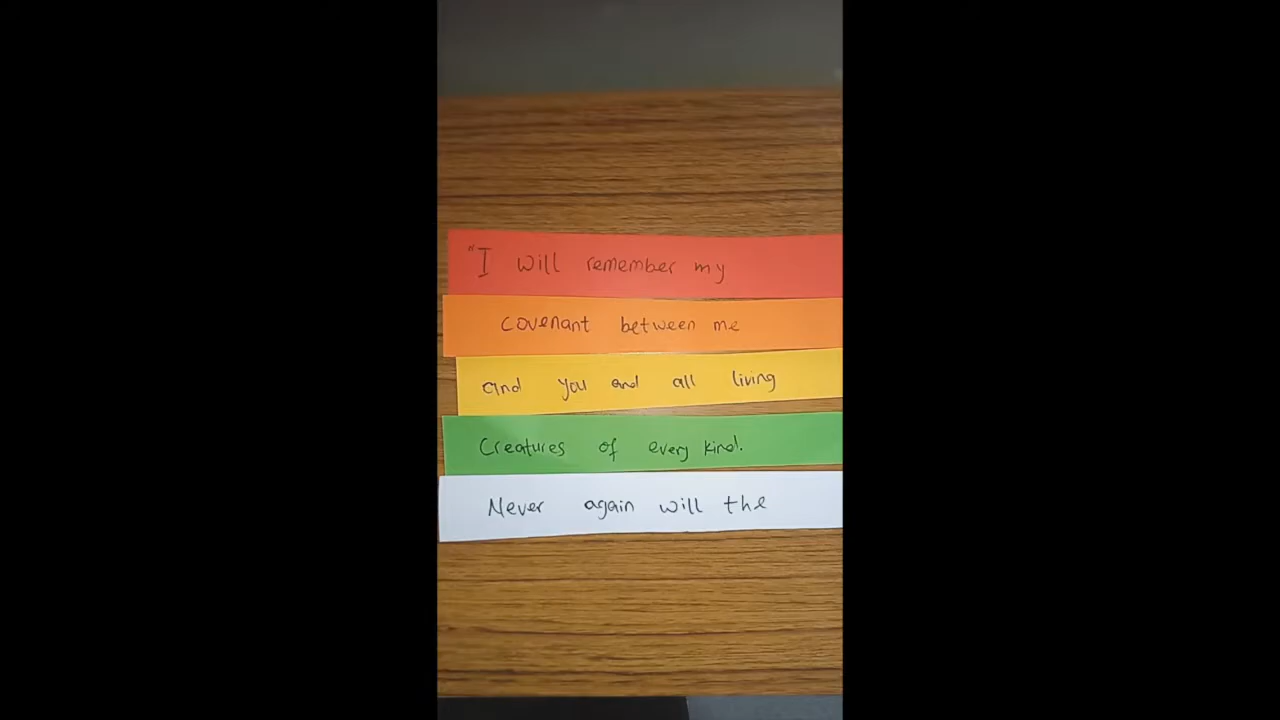 "I will remember my
covenant between me
and you and all living
Creatures of every kind.
Never again will the